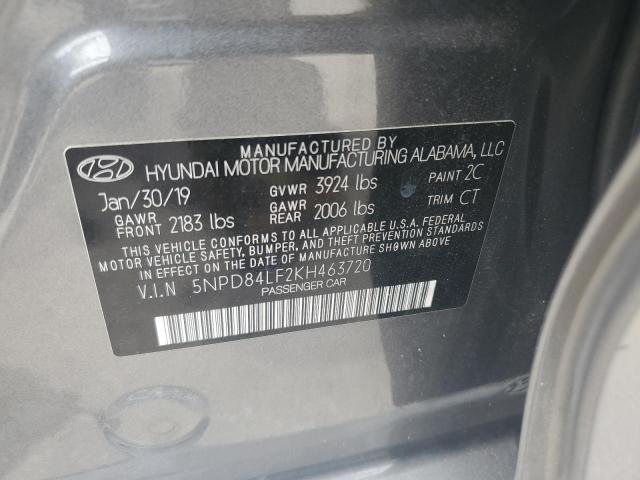 MANUFACTURED BY
HYUNDAI MOTOR MANUFACTURING ALABAMA, LLC
Jan/30/19 GVWR 3924 lbs PAINT 2C
GAWR FRONT 2183 lbs GAWR REAR 2006 lbs TRIM CT
THIS VEHICLE CONFORMS TO ALL APPLICABLE U.S.A. FEDERAL
MOTOR VEHICLE SAFETY, BUMPER, AND THEFT PREVENTION
STANDARDS IN EFFECT ON THE DATE OF MANUFACTURE SHOWN ABOVE
V.I.N 5NPD84LF2KH463720
PASSENGER CAR